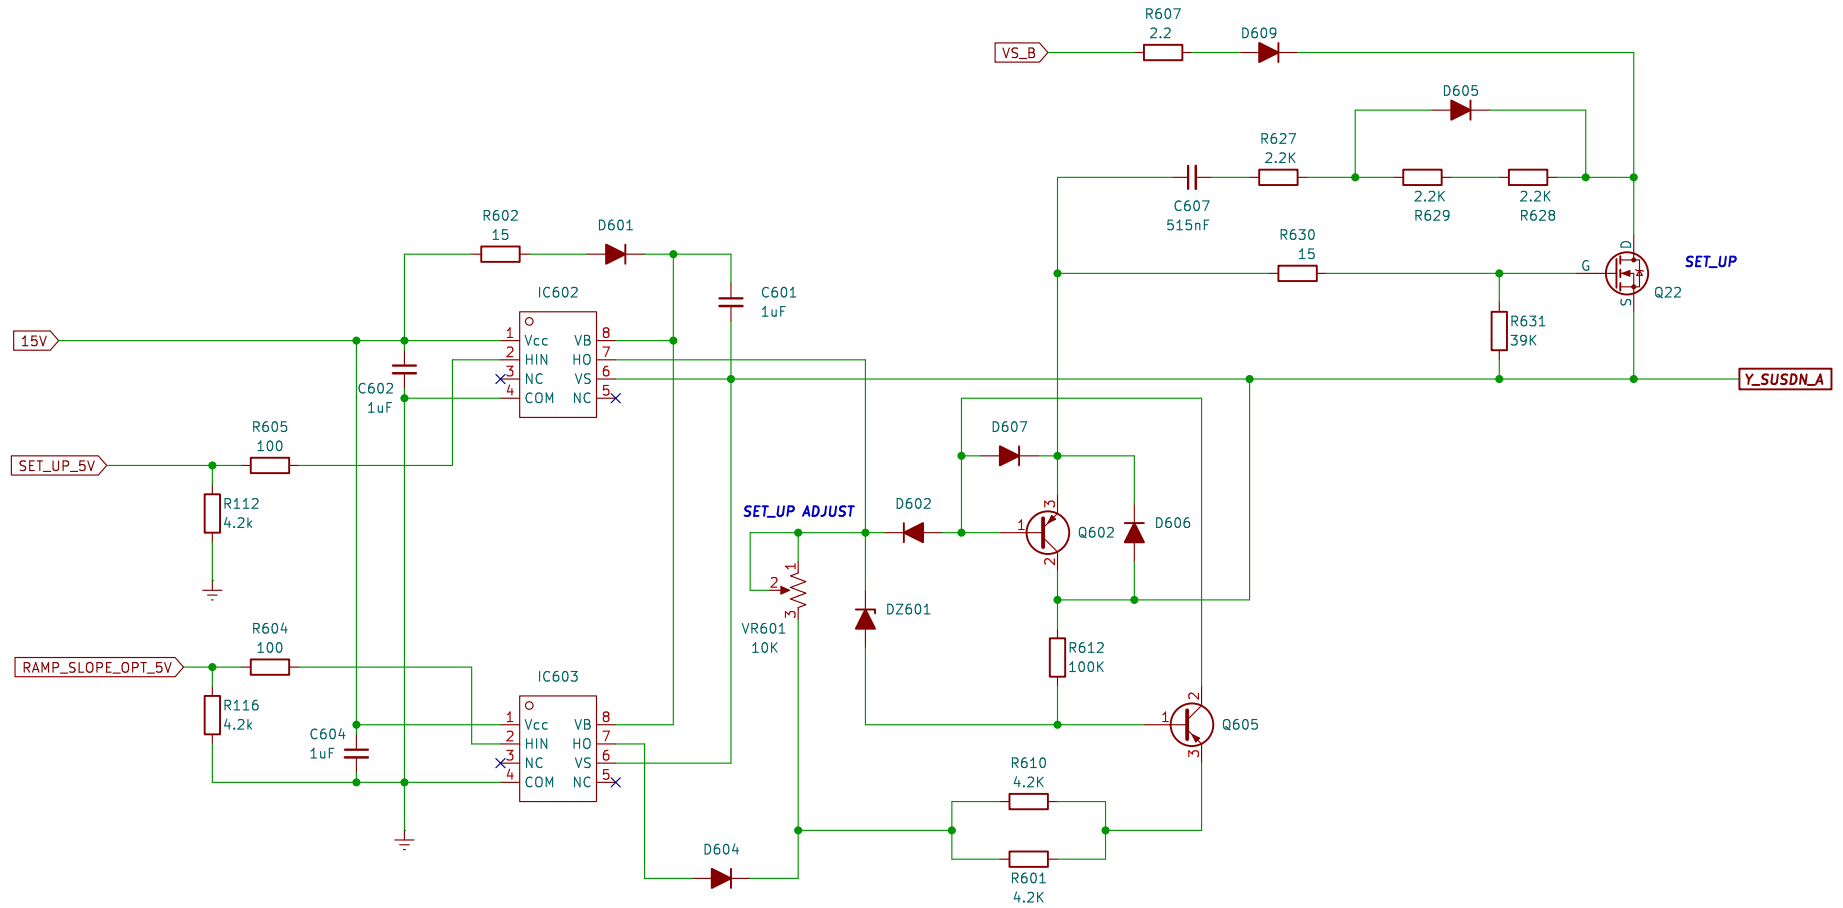 R607
2.2
D609
VS_B
D605
R627
2.2K
C607
515nF
2.2K
R629
2.2K
R628
R602
15
D601
R630
15
D
G
S
SET_UP
Q22
IC602
C601
1uF
R631
39K
15V
1 Vcc VB 8
2 HIN HO 7
3 NC VS 6
4 COM NC 5
C602
1uF
Y_SUSDN_A
R605
100
SET_UP_5V
D607
R112
4.2k
SET_UP ADJUST
D602
3
1
2
Q602
D606
1
2
3
VR601
10K
DZ601
R604
100
RAMP_SLOPE_OPT_5V
R612
100K
IC603
R116
4.2k
1 Vcc VB 8
2 HIN HO 7
3 NC VS 6
4 COM NC 5
C604
1uF
2
1
3
Q605
R610
4.2K
D604
R601
4.2K